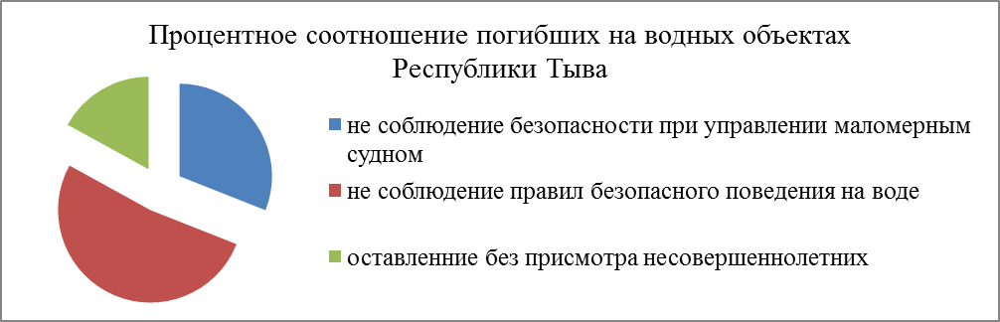 Процентное соотношение погибших на водных объектах
Республики Тыва
не соблюдение безопасности при управлении маломерным
судном
не соблюдение правил безопасного поведения на воде
оставленние без присмотра несовершеннолетних